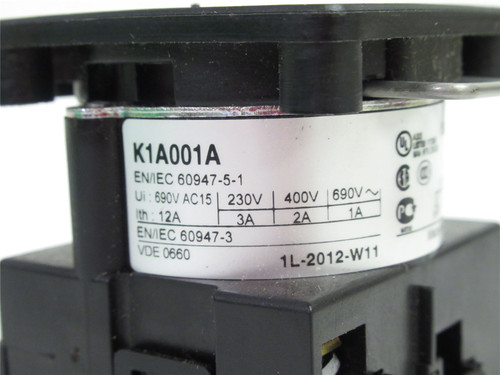 K1A001A
EN/IEC 60947-5-1
Ui : 690V AC15 230V 400V 690V~
Ith : 12A 3A 2A 1A
EN/IEC 60947-3
VDE 0660
1L-2012-W11